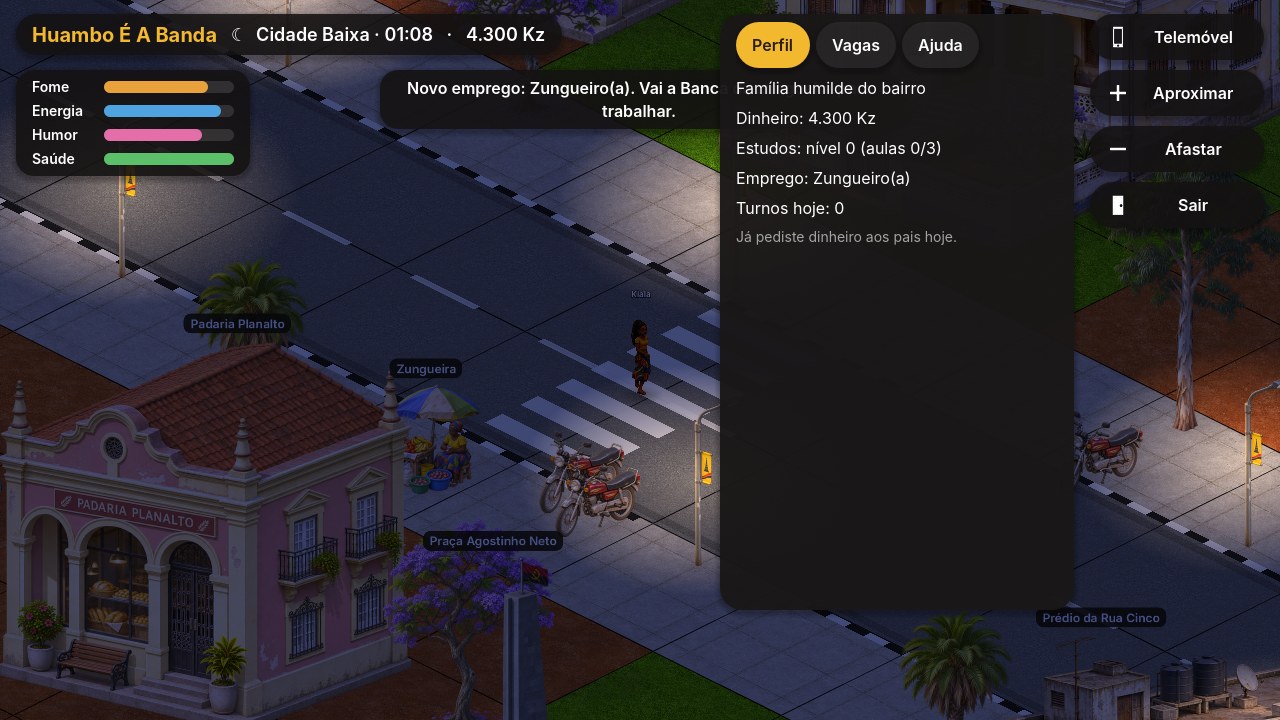 Huambo É A Banda ☾ Cidade Baixa · 01:08 · 4.300 Kz
Fome
Energia
Humor
Saúde
Novo emprego: Zungueiro(a). Vai a Banc
trabalhar.
Perfil Vagas Ajuda
Família humilde do bairro
Dinheiro: 4.300 Kz
Estudos: nível 0 (aulas 0/3)
Emprego: Zungueiro(a)
Turnos hoje: 0
Já pediste dinheiro aos pais hoje.
Telemóvel
Aproximar
Afastar
Sair
Kiala
Padaria Planalto
Zungueira
PADARIA PLANALTO
Praça Agostinho Neto
Prédio da Rua Cinco